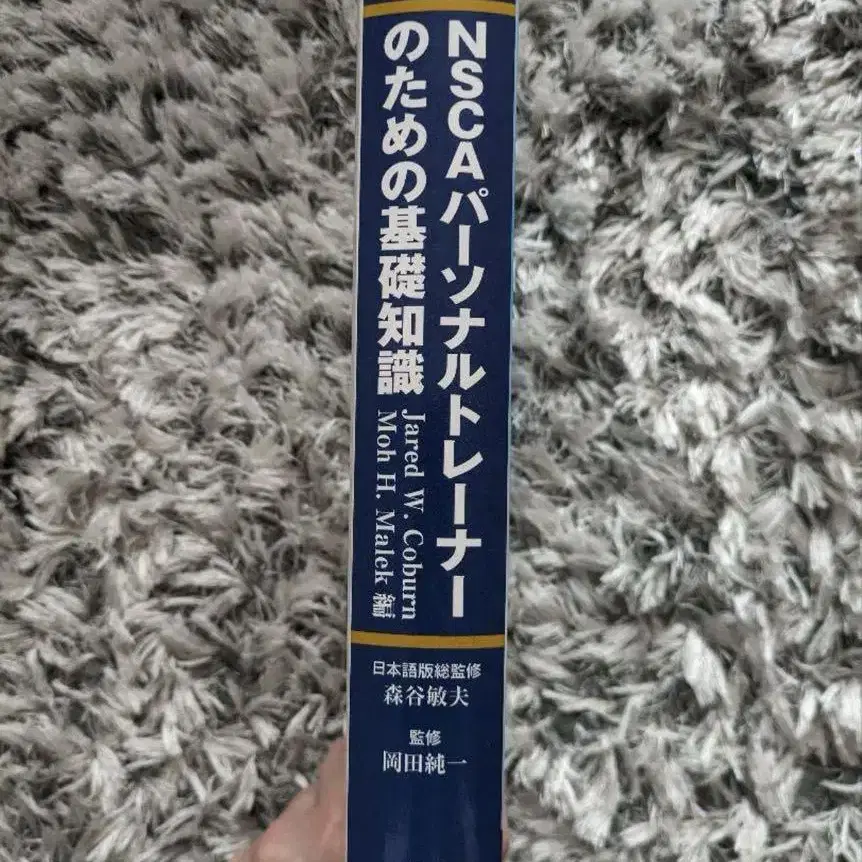 NSCAパーソナルトレーナー
のための基礎知識
Jared W. Coburn
Moh H. Malek 編
日本語版総監修
森谷敏夫
監修
岡田純一